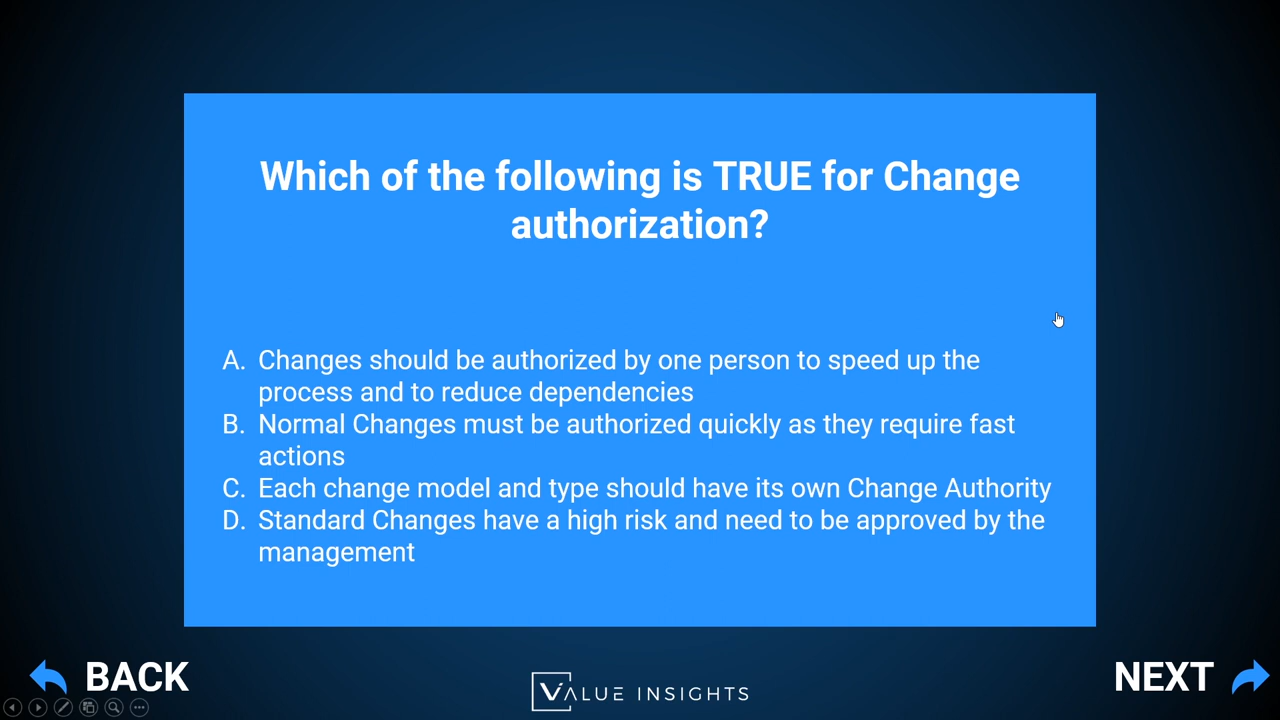 Which of the following is TRUE for Change
authorization?
A. Changes should be authorized by one person to speed up the
process and to reduce dependencies
B. Normal Changes must be authorized quickly as they require fast
actions
C. Each change model and type should have its own Change Authority
D. Standard Changes have a high risk and need to be approved by the
management
BACK
VALUE INSIGHTS
NEXT